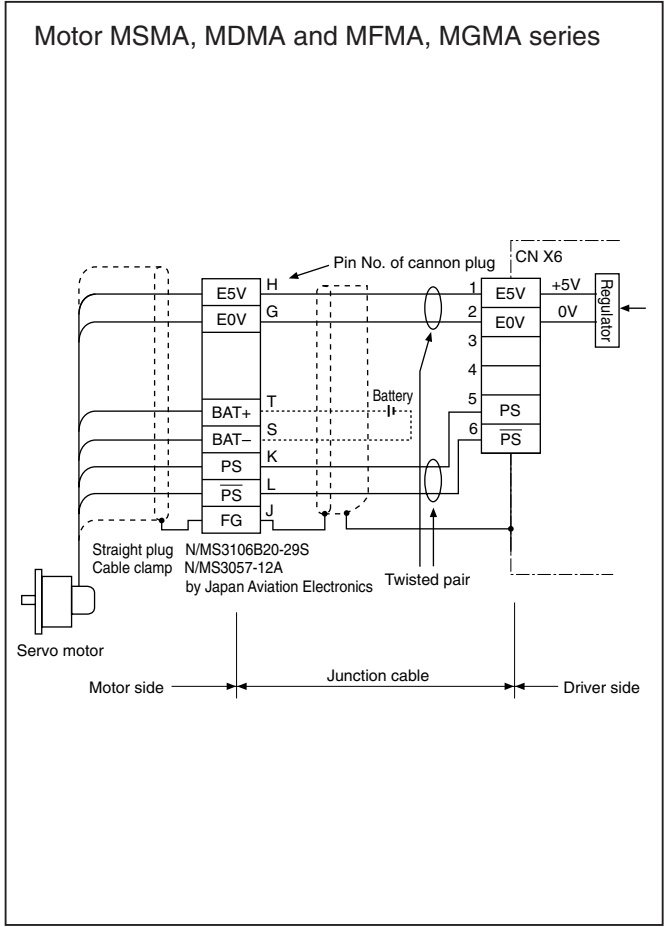 Motor MSMA, MDMA and MFMA, MGMA series
Pin No. of cannon plug
CN X6
E5V H
1 E5V +5V
E0V G
2 E0V 0V
Regulator
3
4
BAT+ T
Battery
5 PS
BAT– S
6 P̅S̅
PS K
P̅S̅ L
FG J
Straight plug N/MS3106B20-29S
Cable clamp N/MS3057-12A
by Japan Aviation Electronics
Twisted pair
Servo motor
Motor side
Junction cable
Driver side